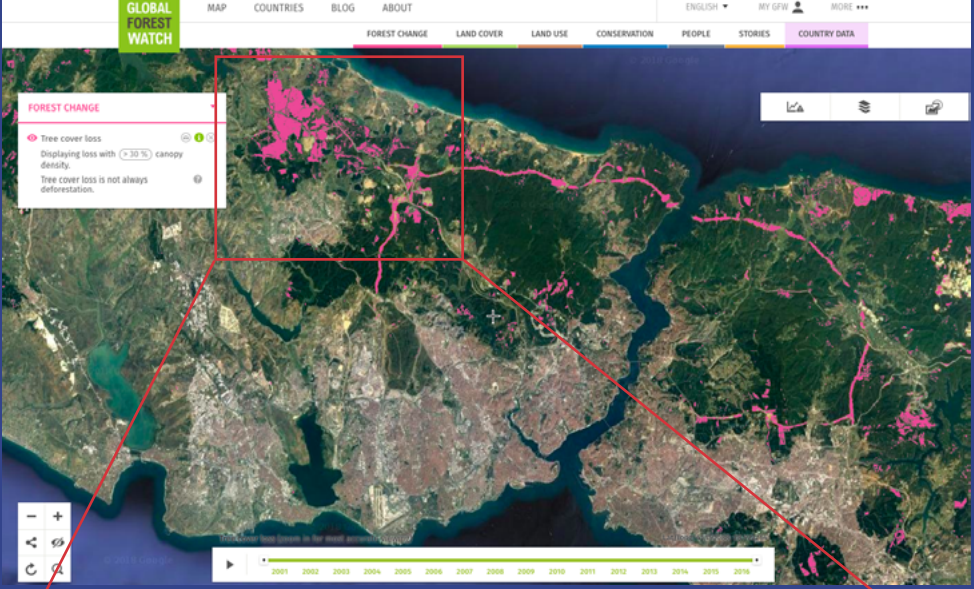 GLOBAL
FOREST
WATCH
MAP COUNTRIES BLOG ABOUT
ENGLISH MY GFW MORE
FOREST CHANGE LAND COVER LAND USE CONSERVATION PEOPLE STORIES COUNTRY DATA
FOREST CHANGE
Tree cover loss
Displaying loss with > 30 % canopy
density.
Tree cover loss is not always
deforestation.
2001 2002 2003 2004 2005 2006 2007 2008 2009 2010 2011 2012 2013 2014 2015 2016